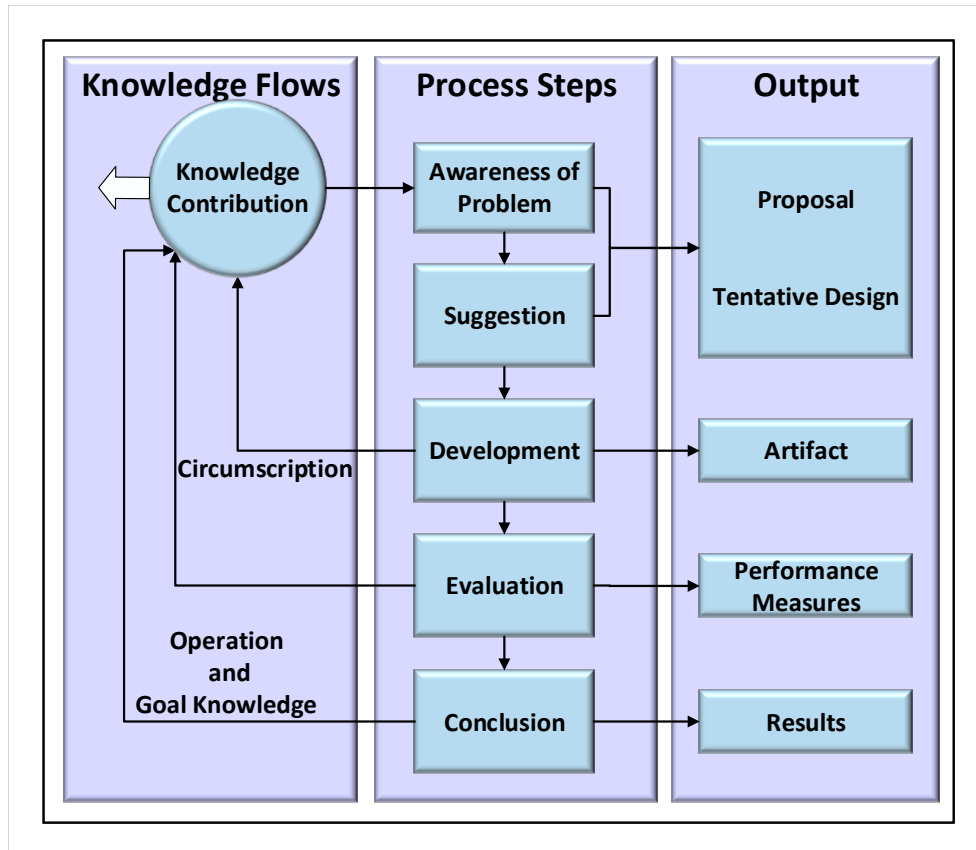 Knowledge Flows
Process Steps
Output
Knowledge
Contribution
Awareness of
Problem
Proposal
Tentative Design
Suggestion
Development
Artifact
Circumscription
Evaluation
Performance
Measures
Operation
and
Goal Knowledge
Conclusion
Results